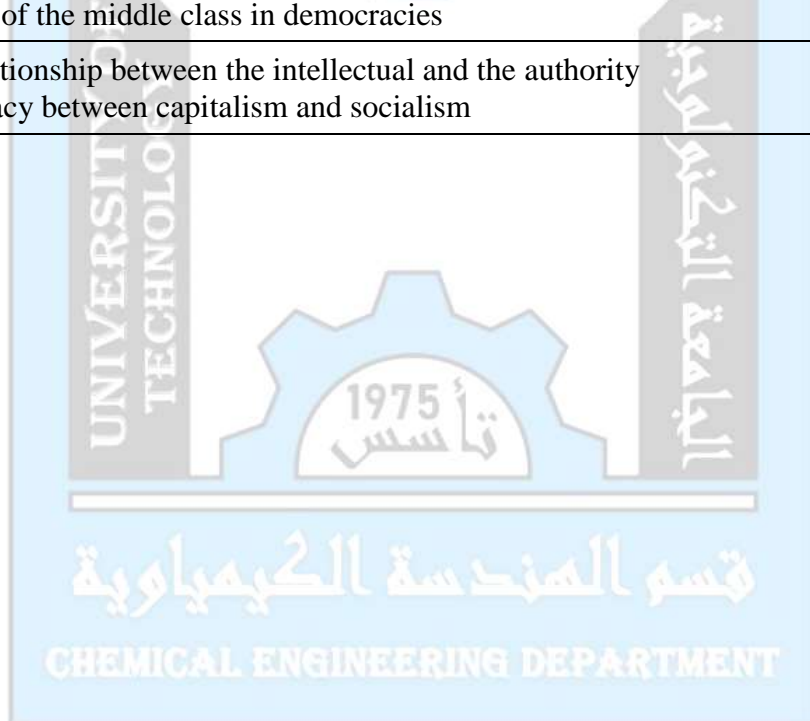 of the middle class in democracies
tionship between the intellectual and the authority
acy between capitalism and socialism
UNIVERSITY OF
TECHNOLOGY
الجامعة التكنولوجية
1975
تأسس
قسم الهندسة الكيمياوية
CHEMICAL ENGINEERING DEPARTMENT